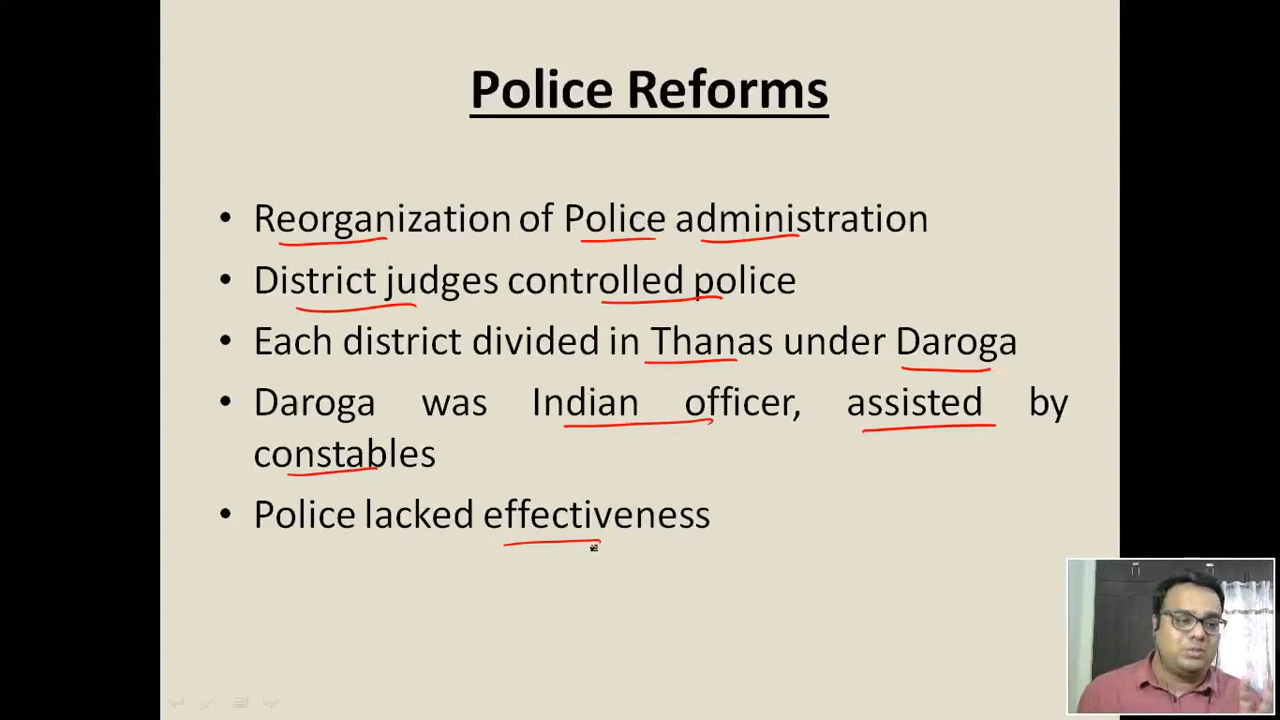 Police Reforms
• Reorganization of Police administration
• District judges controlled police
• Each district divided in Thanas under Daroga
• Daroga was Indian officer, assisted by
constables
• Police lacked effectiveness